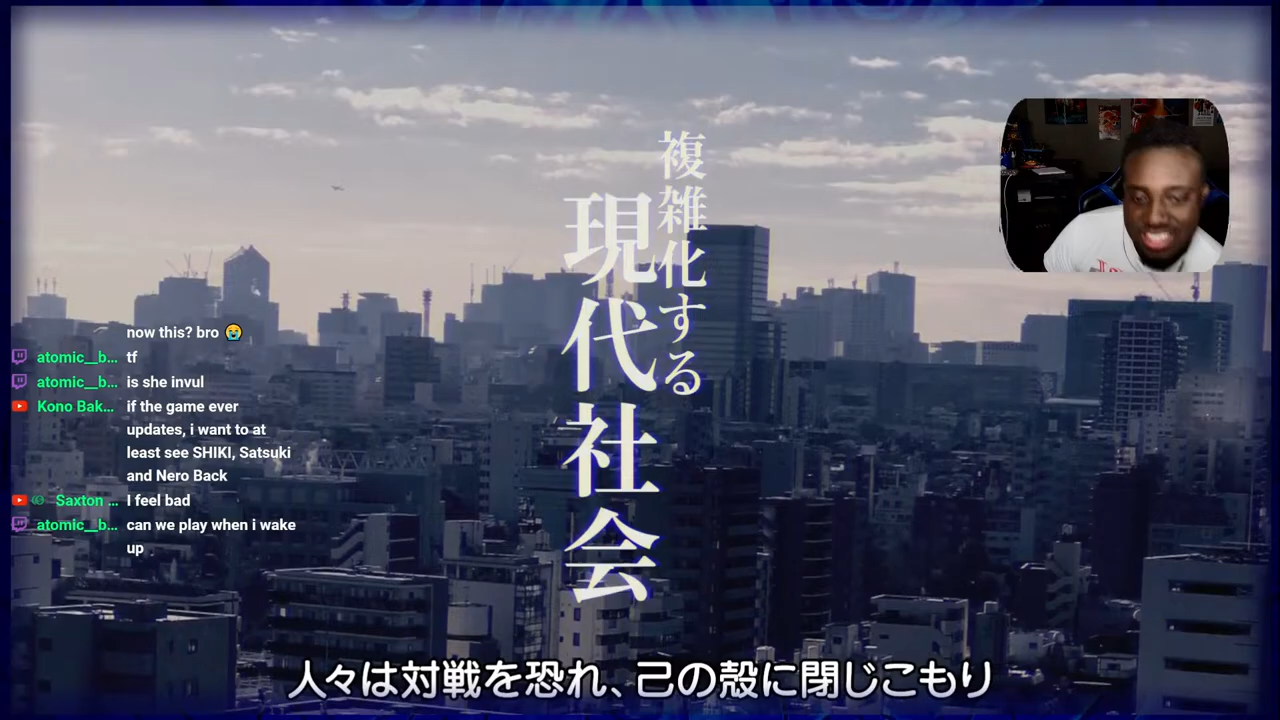 複雑化する
現代社会
now this? bro 😭
atomic__b... tf
atomic__b... is she invul
Kono Bak... if the game ever
updates, i want to at
least see SHIKI, Satsuki
and Nero Back
Saxton ... I feel bad
atomic__b... can we play when i wake
up
人々は対戦を恐れ、己の殻に閉じこもり